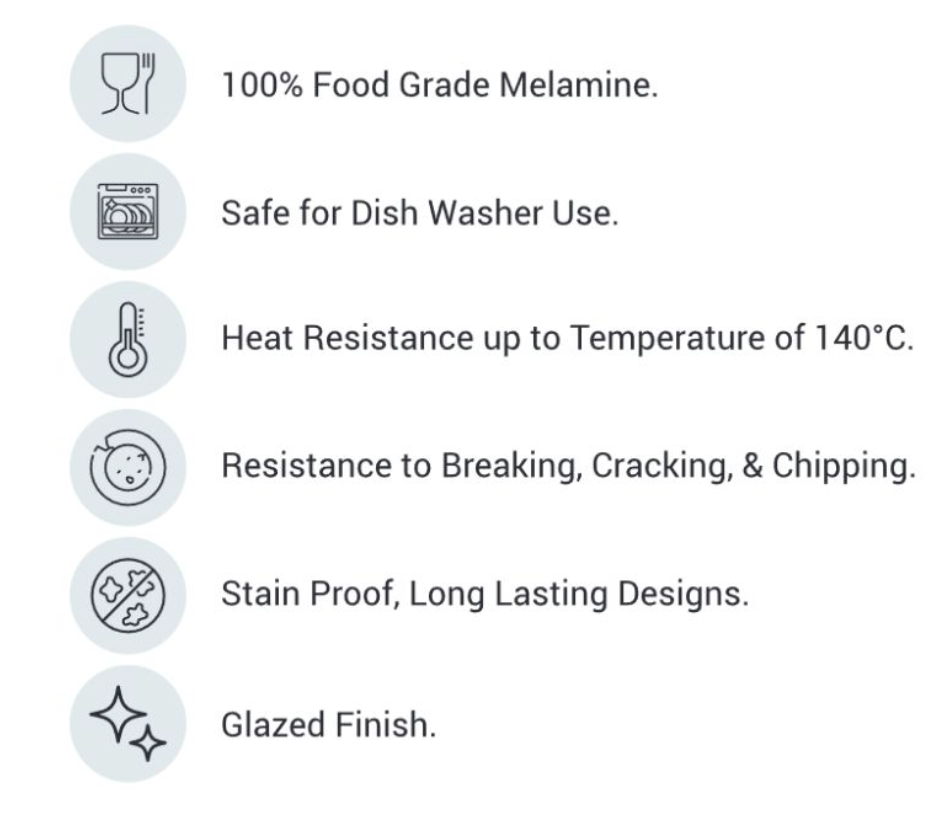 100% Food Grade Melamine.
Safe for Dish Washer Use.
Heat Resistance up to Temperature of 140°C.
Resistance to Breaking, Cracking, & Chipping.
Stain Proof, Long Lasting Designs.
Glazed Finish.